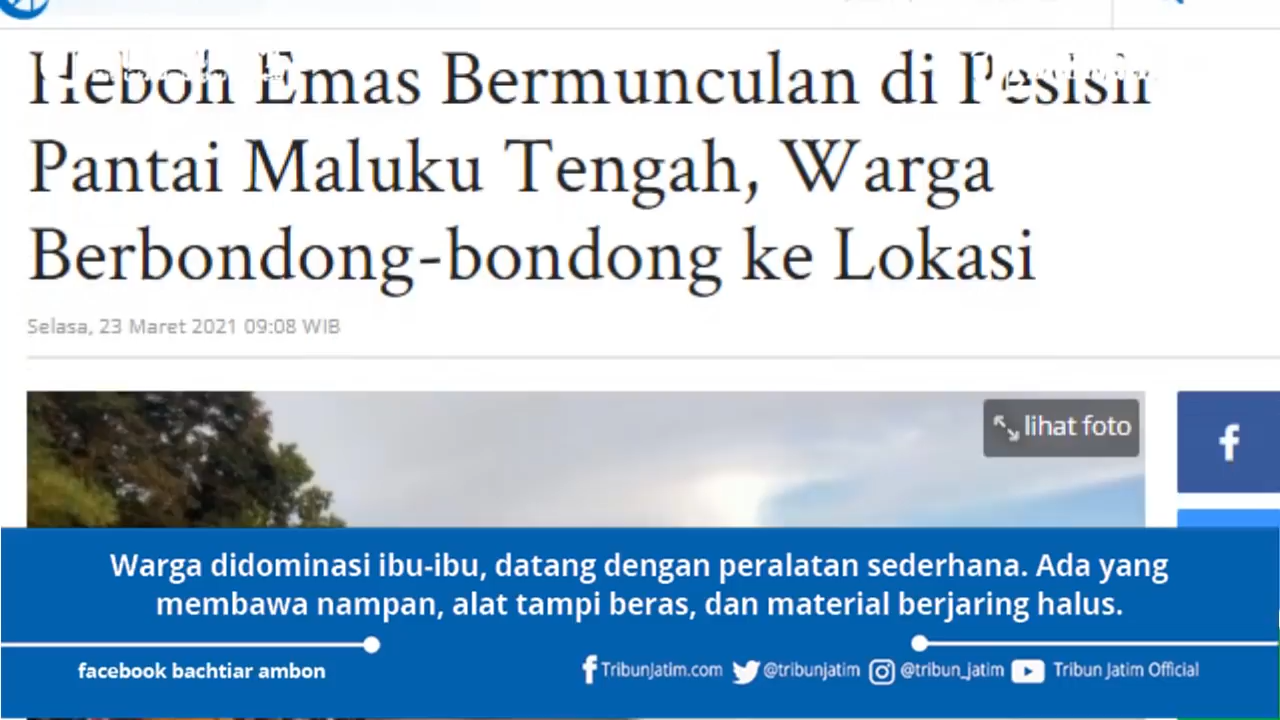 Heboh Emas Bermunculan di Pesisir
Pantai Maluku Tengah, Warga
Berbondong-bondong ke Lokasi
Selasa, 23 Maret 2021 09:08 WIB
lihat foto
f
Warga didominasi ibu-ibu, datang dengan peralatan sederhana. Ada yang
membawa nampan, alat tampi beras, dan material berjaring halus.
facebook bachtiar ambon
TribunJatim.com @tribunjatim @tribun_jatim Tribun Jatim Official